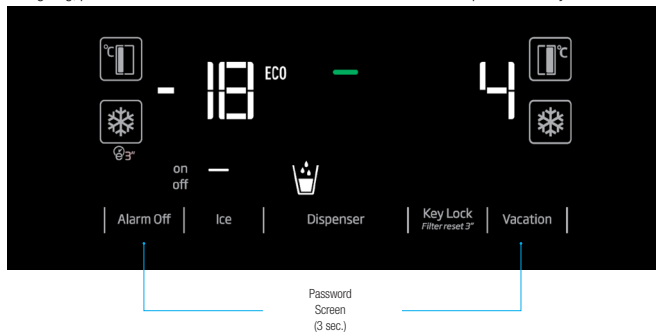 °C
°C
- 18
ECO
4
3"
on
off
Alarm Off
Ice
Dispenser
Key Lock
Filter reset 3"
Vacation
Password
Screen
(3 sec.)